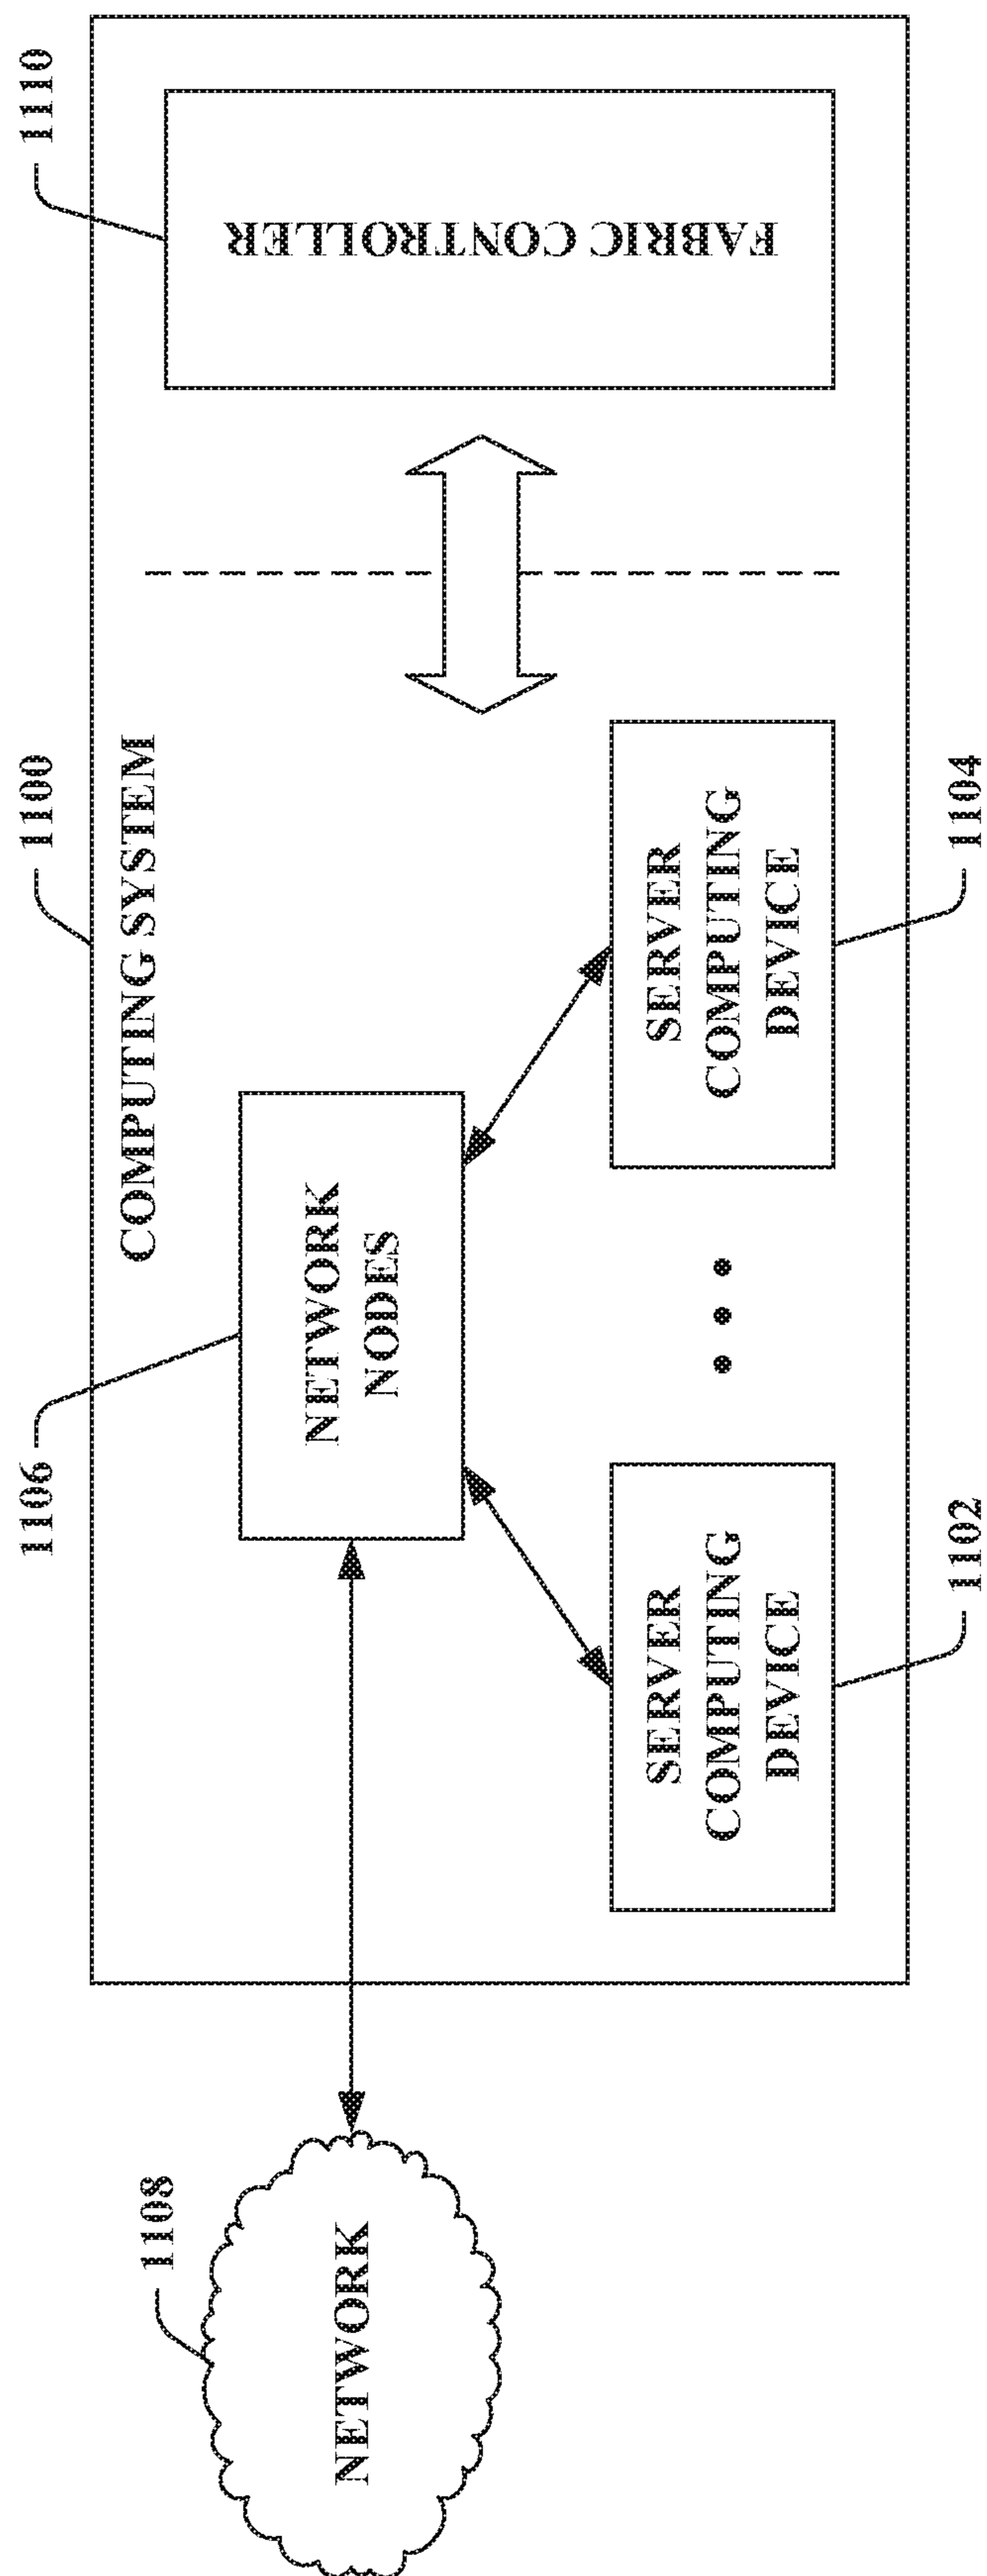 1100
COMPUTING SYSTEM
1106
1110
1108
NETWORK
NETWORK
NODES
FABRIC CONTROLLER
SERVER
COMPUTING
DEVICE
SERVER
COMPUTING
DEVICE
1102
1104